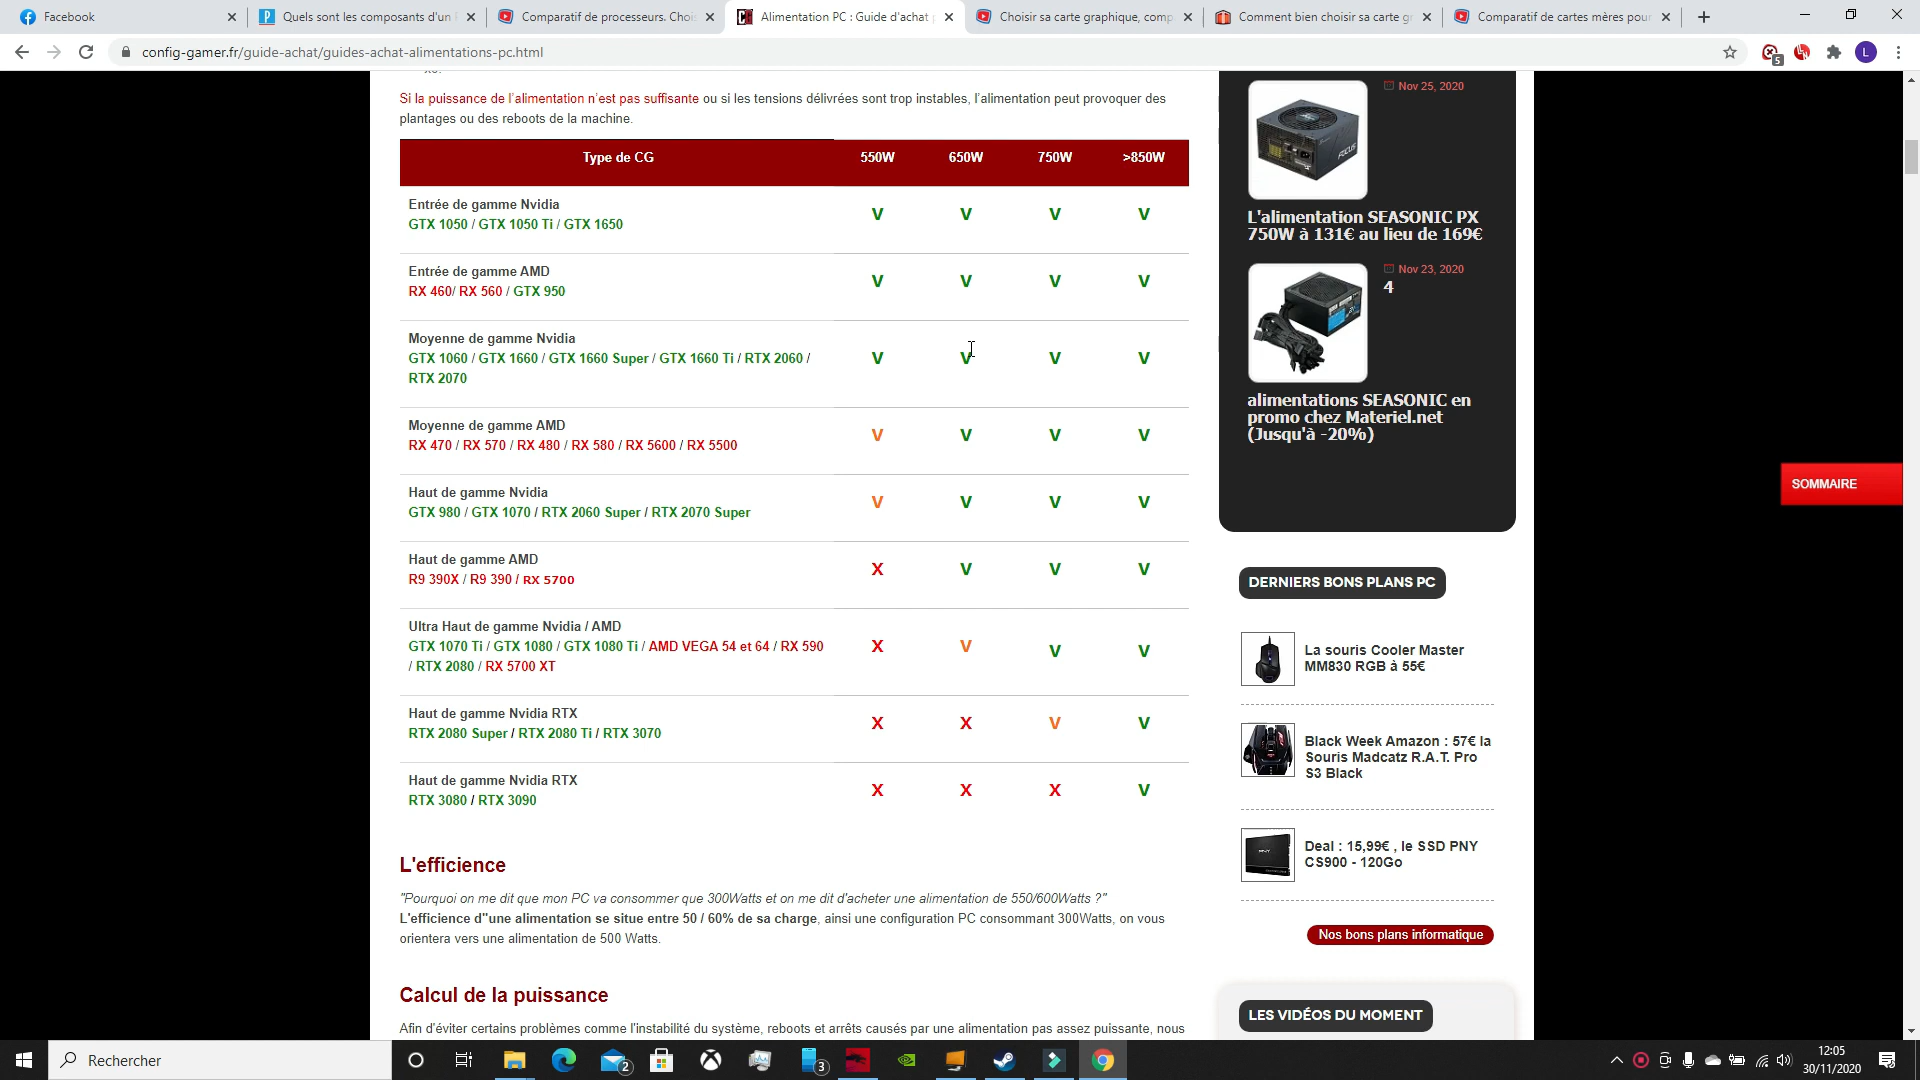 Facebook
Quels sont les composants d'un
Comparatif de processeurs. Choi
Alimentation PC : Guide d'achat
Choisir sa carte graphique, comp
Comment bien choisir sa carte gr
Comparatif de cartes mères pour
config-gamer.fr/guide-achat/guides-achat-alimentations-pc.html
5
L
Si la puissance de l'alimentation n'est pas suffisante ou si les tensions délivrées sont trop instables, l'alimentation peut provoquer des
plantages ou des reboots de la machine.
Type de CG 550W 650W 750W >850W
Entrée de gamme Nvidia
GTX 1050 / GTX 1050 Ti / GTX 1650
V V V V
Entrée de gamme AMD
RX 460/ RX 560 / GTX 950
V V V V
Moyenne de gamme Nvidia
GTX 1060 / GTX 1660 / GTX 1660 Super / GTX 1660 Ti / RTX 2060 /
RTX 2070
V V V V
Moyenne de gamme AMD
RX 470 / RX 570 / RX 480 / RX 580 / RX 5600 / RX 5500
V V V V
Haut de gamme Nvidia
GTX 980 / GTX 1070 / RTX 2060 Super / RTX 2070 Super
V V V V
Haut de gamme AMD
R9 390X / R9 390 / RX 5700
X V V V
Ultra Haut de gamme Nvidia / AMD
GTX 1070 Ti / GTX 1080 / GTX 1080 Ti / AMD VEGA 54 et 64 / RX 590
/ RTX 2080 / RX 5700 XT
X V V V
Haut de gamme Nvidia RTX
RTX 2080 Super / RTX 2080 Ti / RTX 3070
X X V V
Haut de gamme Nvidia RTX
RTX 3080 / RTX 3090
X X X V
L'efficience
"Pourquoi on me dit que mon PC va consommer que 300Watts et on me dit d'acheter une alimentation de 550/600Watts ?"
L'efficience d"une alimentation se situe entre 50 / 60% de sa charge, ainsi une configuration PC consommant 300Watts, on vous
orientera vers une alimentation de 500 Watts.
Calcul de la puissance
Afin d'éviter certains problèmes comme l'instabilité du système, reboots et arrêts causés par une alimentation pas assez puissante, nous
Nov 25, 2020
FOCUS
L'alimentation SEASONIC PX
750W à 131€ au lieu de 169€
Nov 23, 2020
4
alimentations SEASONIC en
promo chez Materiel.net
(Jusqu'à -20%)
SOMMAIRE
DERNIERS BONS PLANS PC
La souris Cooler Master
MM830 RGB à 55€
Black Week Amazon : 57€ la
Souris Madcatz R.A.T. Pro
S3 Black
Deal : 15,99€ , le SSD PNY
CS900 - 120Go
Nos bons plans informatique
LES VIDÉOS DU MOMENT
Rechercher
2
3
12:05
30/11/2020